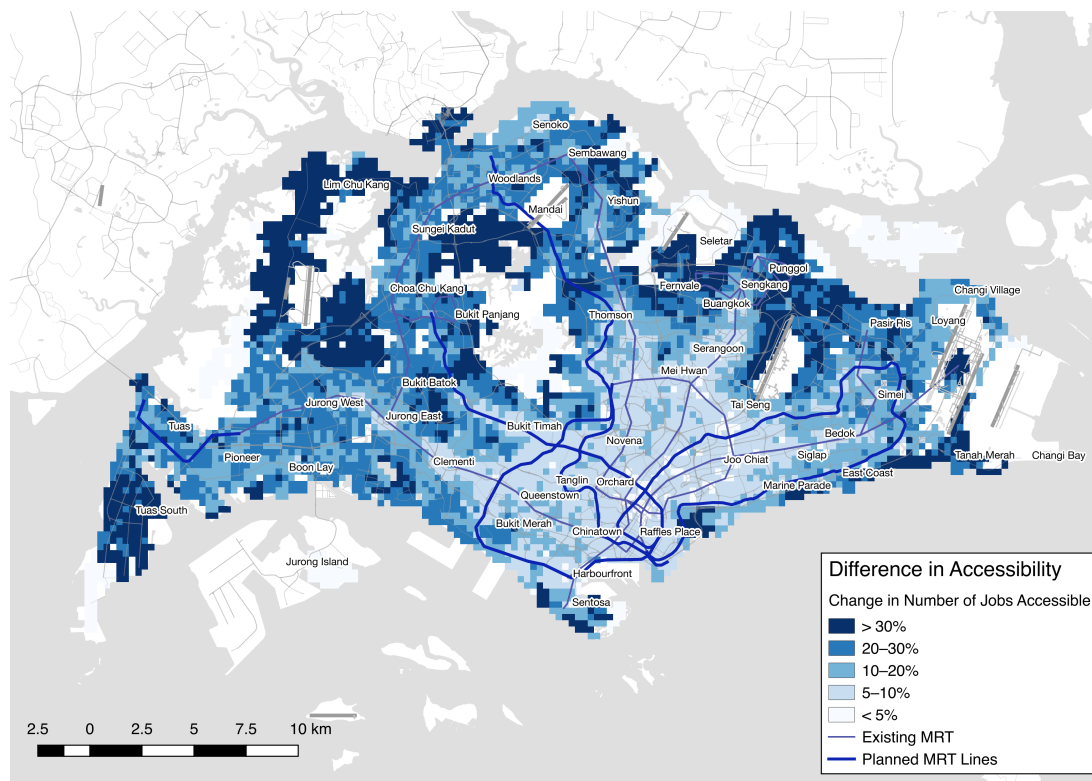 Senoko
Sembawang
Woodlands
Lim Chu Kang
Yishun
Mandai
Sungei Kadut
Seletar
Punggol
Fernvale
Sengkang
Choa Chu Kang
Changi Village
Buangkok
Bukit Panjang
Thomson
Loyang
Pasir Ris
Serangoon
Mei Hwan
Bukit Batok
Simei
Jurong West
Tai Seng
Jurong East
Tuas
Bukit Timah
Bedok
Novena
Pioneer
Siglap
Tanah Merah
Changi Bay
Clementi
Joo Chiat
Boon Lay
East Coast
Tanglin
Orchard
Marine Parade
Queenstown
Tuas South
Bukit Merah
Chinatown
Raffles Place
Jurong Island
Harbourfront
Sentosa
Difference in Accessibility
Change in Number of Jobs Accessible
> 30%
20–30%
10–20%
5–10%
< 5%
Existing MRT
Planned MRT Lines
2.5 0 2.5 5 7.5 10 km